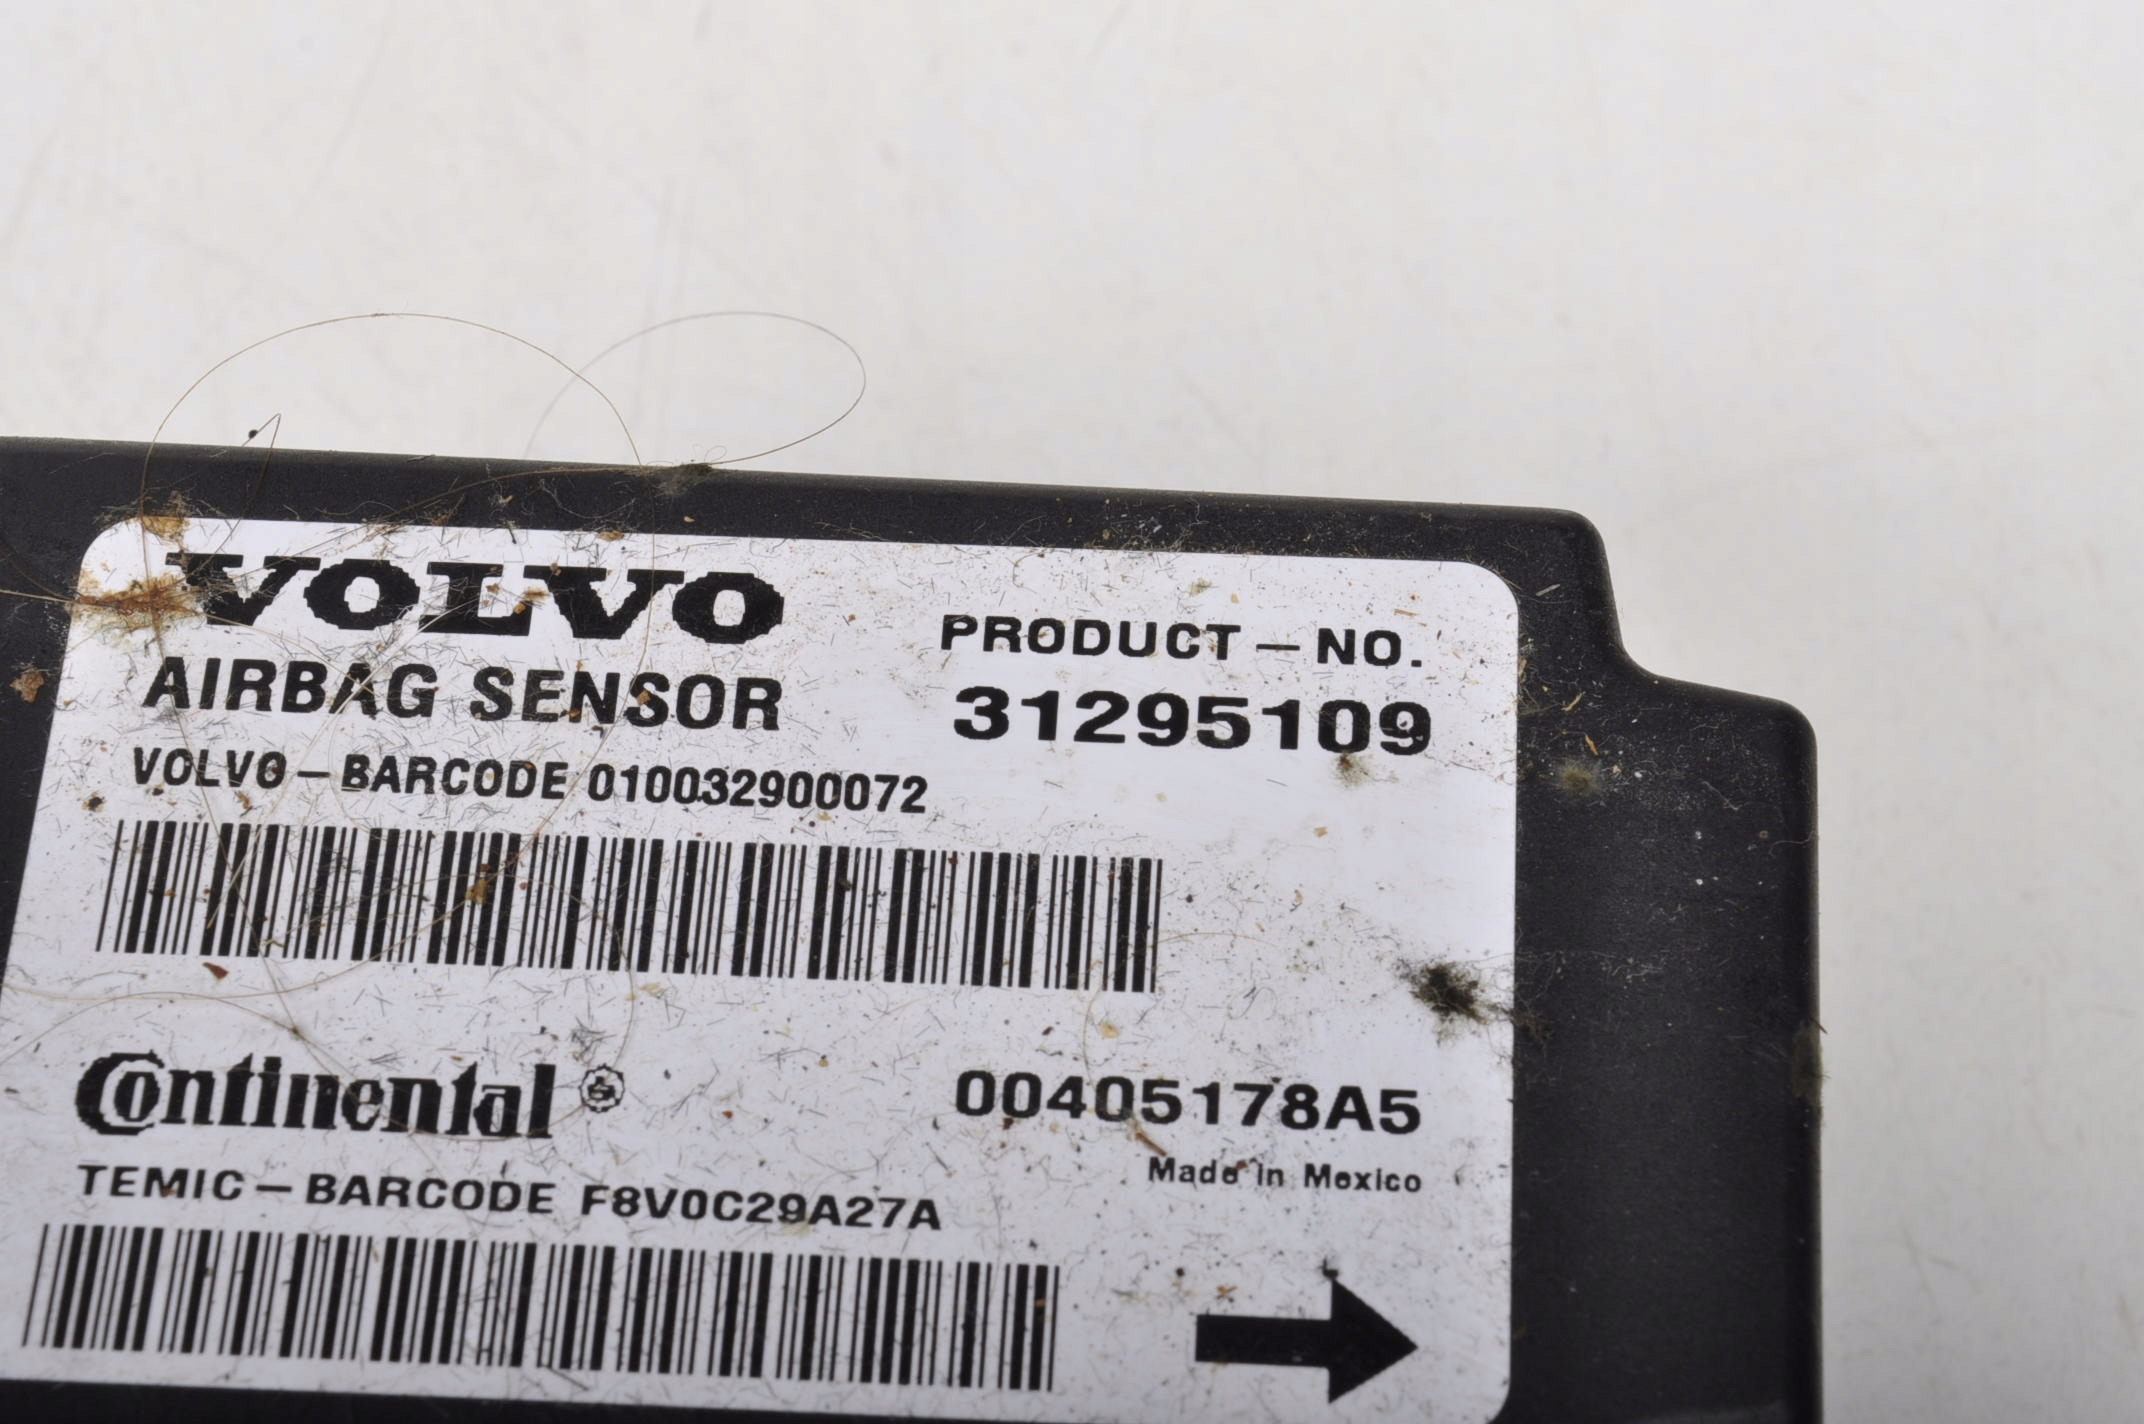 VOLVO
AIRBAG SENSOR
PRODUCT - NO.
31295109
VOLVO - BARCODE 010032900072
Continental
00405178A5
Made in Mexico
TEMIC - BARCODE F8V0C29A27A